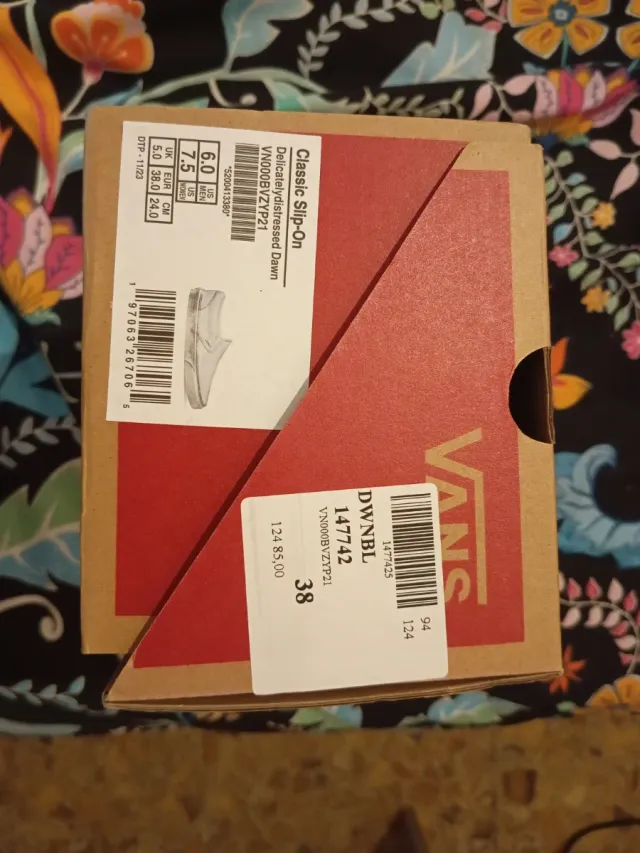 Classic Slip-On
Delicatelydistressed Dawn
VN000BVZYP21
*5200413380*
6.0 US MEN
7.5 US WOMEN
UK EUR CM
5.0 38.0 24.0
DTP - 11/23
1 97063 26706 5
VANS
94
124
1477425
DWNBL
147742
VN000BVZYP21
38
124 85,00